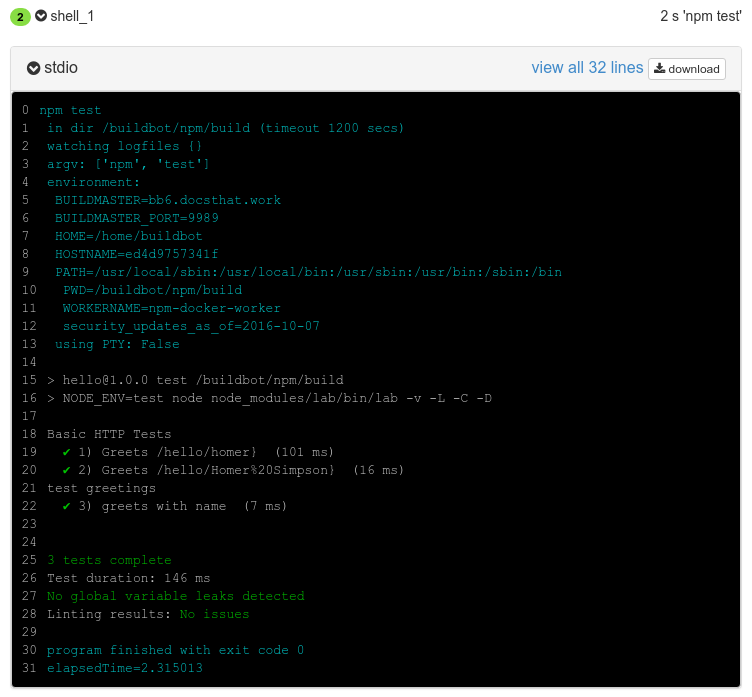 2 shell_1 2 s 'npm test'
stdio view all 32 lines download
0 npm test
1 in dir /buildbot/npm/build (timeout 1200 secs)
2 watching logfiles {}
3 argv: ['npm', 'test']
4 environment:
5 BUILDMASTER=bb6.docsthat.work
6 BUILDMASTER_PORT=9989
7 HOME=/home/buildbot
8 HOSTNAME=ed4d9757341f
9 PATH=/usr/local/sbin:/usr/local/bin:/usr/sbin:/usr/bin:/sbin:/bin
10 PWD=/buildbot/npm/build
11 WORKERNAME=npm-docker-worker
12 security_updates_as_of=2016-10-07
13 using PTY: False
14
15 > hello@1.0.0 test /buildbot/npm/build
16 > NODE_ENV=test node node_modules/lab/bin/lab -v -L -C -D
17
18 Basic HTTP Tests
19 ✔ 1) Greets /hello/homer} (101 ms)
20 ✔ 2) Greets /hello/Homer%20Simpson} (16 ms)
21 test greetings
22 ✔ 3) greets with name (7 ms)
23
24
25 3 tests complete
26 Test duration: 146 ms
27 No global variable leaks detected
28 Linting results: No issues
29
30 program finished with exit code 0
31 elapsedTime=2.315013